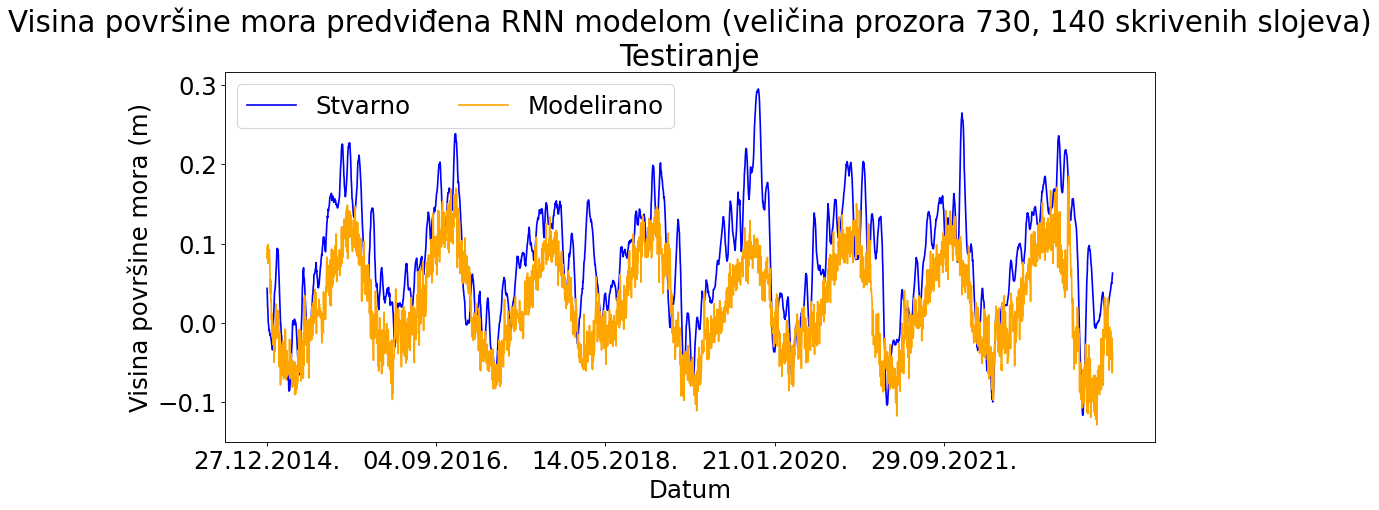 Visina površine mora predviđena RNN modelom (veličina prozora 730, 140 skrivenih slojeva)
Testiranje
Stvarno Modelirano
Visina površine mora (m)
0.3
0.2
0.1
0.0
−0.1
27.12.2014. 04.09.2016. 14.05.2018. 21.01.2020. 29.09.2021.
Datum